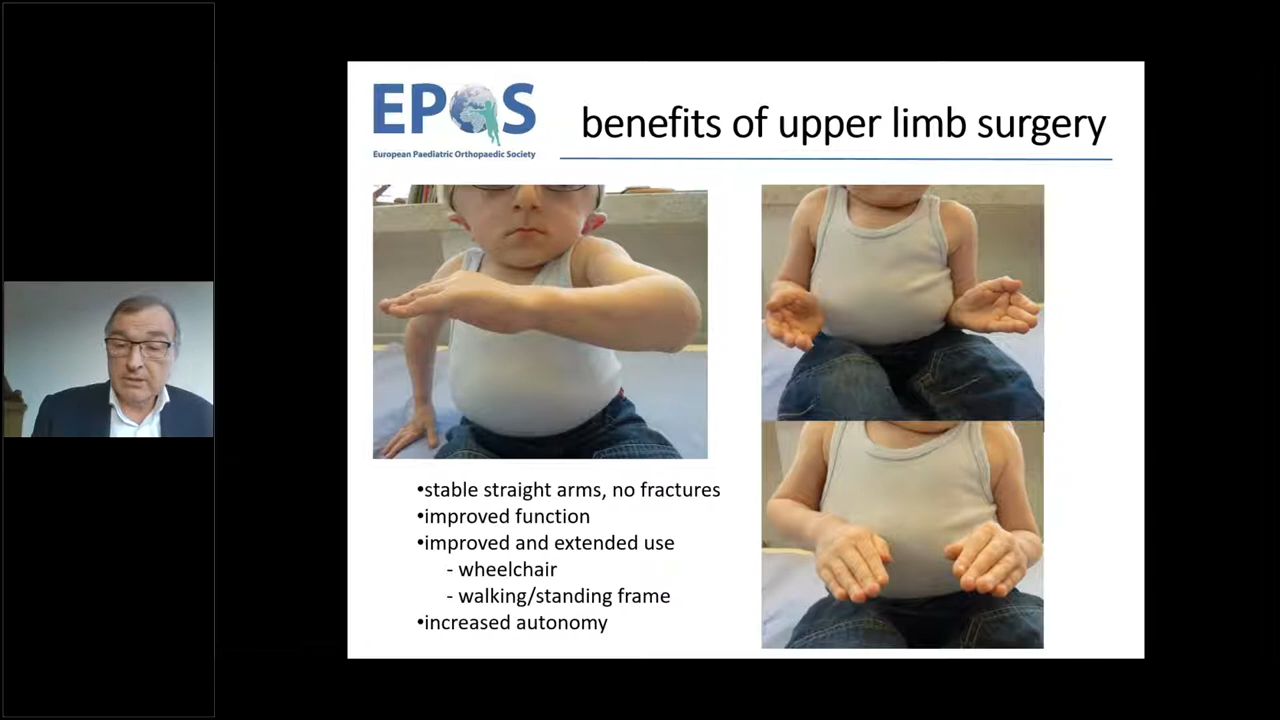 EPOS
European Paediatric Orthopaedic Society
benefits of upper limb surgery
•stable straight arms, no fractures
•improved function
•improved and extended use
- wheelchair
- walking/standing frame
•increased autonomy